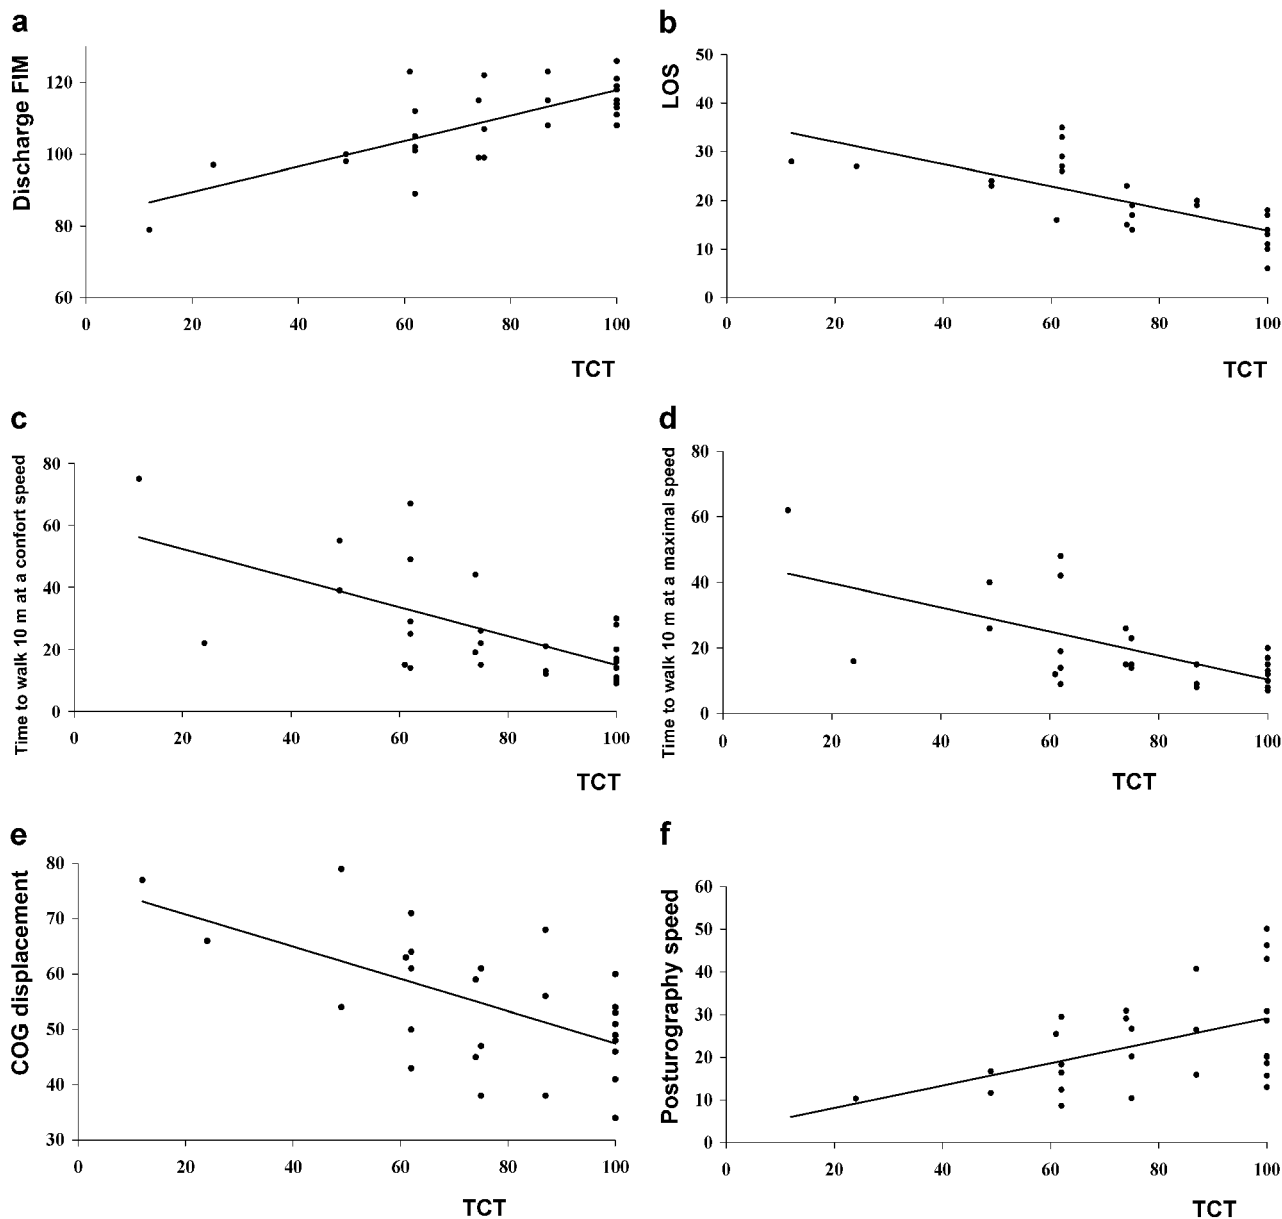 a
Discharge FIM
120
100
80
60
0 20 40 60 80 100
TCT
b
LOS
50
40
30
20
10
0
0 20 40 60 80 100
TCT
c
Time to walk 10 m at a confort speed
80
60
40
20
0
0 20 40 60 80 100
TCT
d
Time to walk 10 m at a maximal speed
80
60
40
20
0
0 20 40 60 80 100
TCT
e
COG displacement
80
70
60
50
40
30
0 20 40 60 80 100
TCT
f
Posturography speed
60
50
40
30
20
10
0
0 20 40 60 80 100
TCT